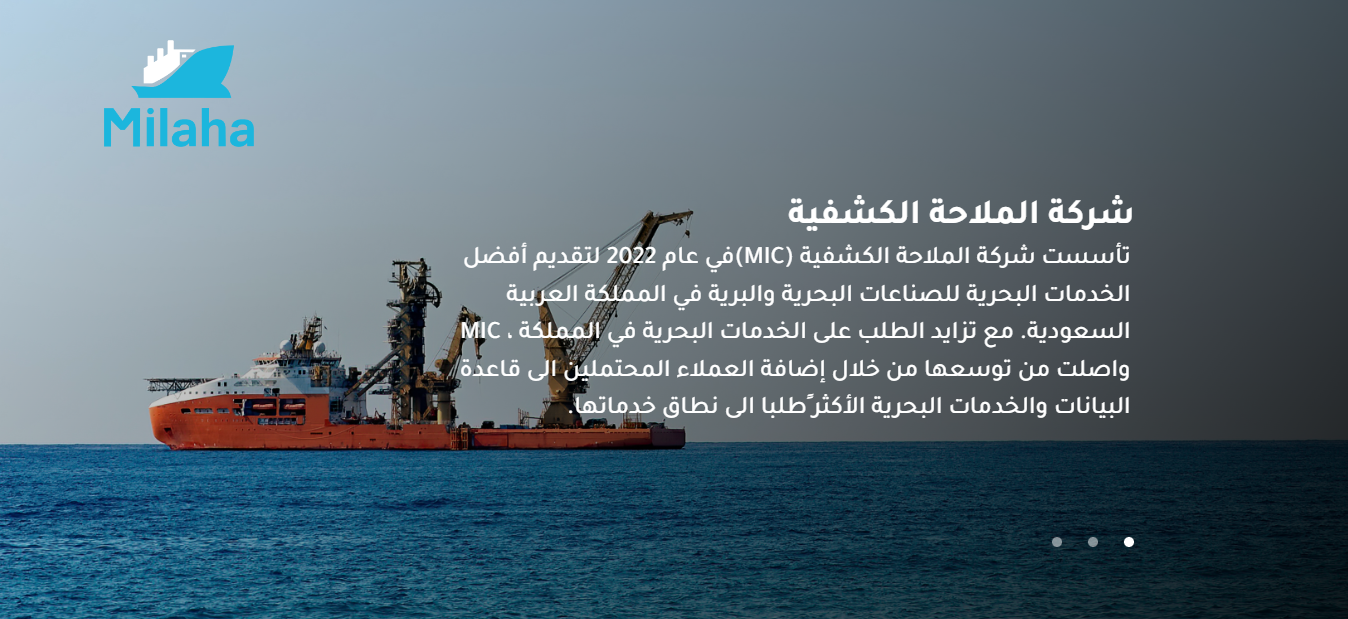 Milaha
شركة الملاحة الكشفية
تأسست شركة الملاحة الكشفية (MIC)في عام 2022 لتقديم أفضل
الخدمات البحرية للصناعات البحرية والبرية في المملكة العربية
السعودية. مع تزايد الطلب على الخدمات البحرية في المملكة ، MIC
واصلت من توسعها من خلال إضافة العملاء المحتملين الى قاعدة
البيانات والخدمات البحرية الأكثر ًطلبا الى نطاق خدماتها.